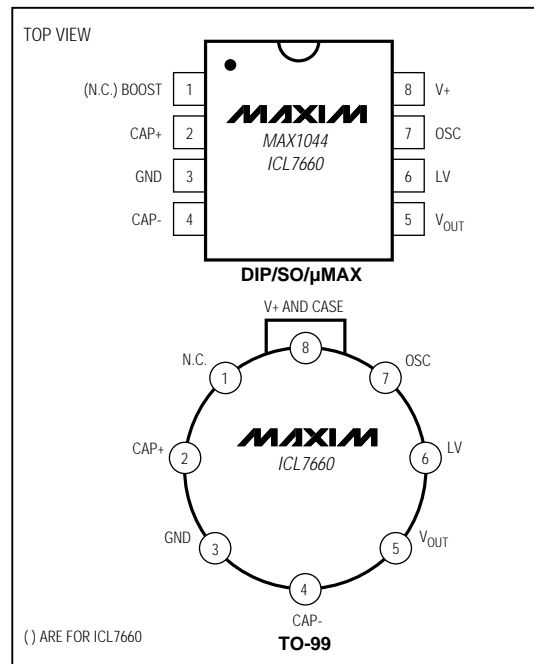 TOP VIEW
(N.C.) BOOST 1
8 V+
MAXIM
CAP+ 2
MAX1044
7 OSC
ICL7660
GND 3
6 LV
CAP- 4
5 VOUT
DIP/SO/µMAX
V+ AND CASE
8
N.C. 1
7 OSC
CAP+ 2
MAXIM
ICL7660
6 LV
GND 3
5 VOUT
4
CAP-
( ) ARE FOR ICL7660
TO-99